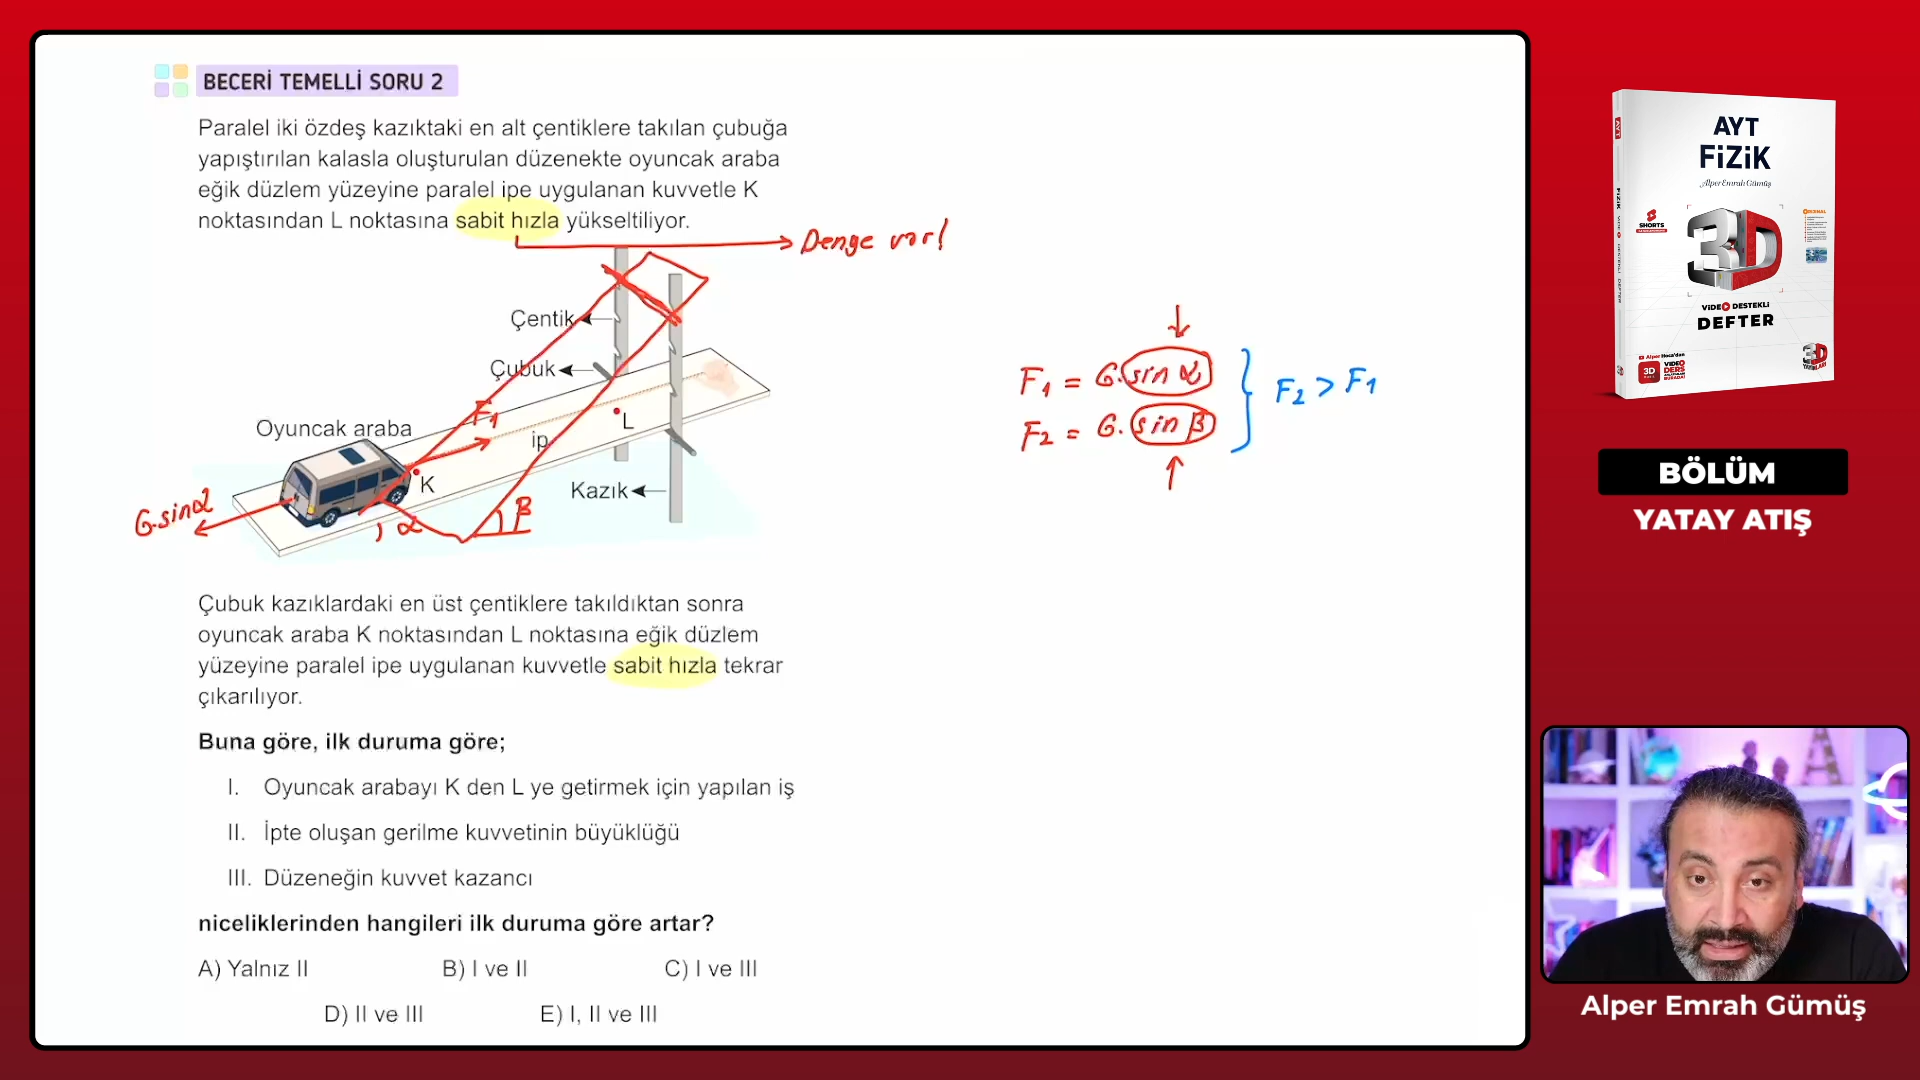 BECERİ TEMELLİ SORU 2
Paralel iki özdeş kazıktaki en alt çentiklere takılan çubuğa
yapıştırılan kalasla oluşturulan düzenekte oyuncak araba
eğik düzlem yüzeyine paralel ipe uygulanan kuvvetle K
noktasından L noktasına sabit hızla yükseltiliyor.
Denge var!
Çentik
Çubuk
Oyuncak araba
F₁
İp
L
K
Kazık
G.sinα
α
β
F₁ = G.sin α
F₂ = G.sin β
F₂ > F₁
Çubuk kazıklardaki en üst çentiklere takıldıktan sonra
oyuncak araba K noktasından L noktasına eğik düzlem
yüzeyine paralel ipe uygulanan kuvvetle sabit hızla tekrar
çıkarılıyor.
Buna göre, ilk duruma göre;
I. Oyuncak arabayı K den L ye getirmek için yapılan iş
II. İpte oluşan gerilme kuvvetinin büyüklüğü
III. Düzeneğin kuvvet kazancı
niceliklerinden hangileri ilk duruma göre artar?
A) Yalnız II B) I ve II C) I ve III
D) II ve III E) I, II ve III
AYT
FİZİK
Alper Emrah Gümüş
SHORTS
3D
VİDEO DESTEKLİ
DEFTER
BÖLÜM
YATAY ATIŞ
Alper Emrah Gümüş